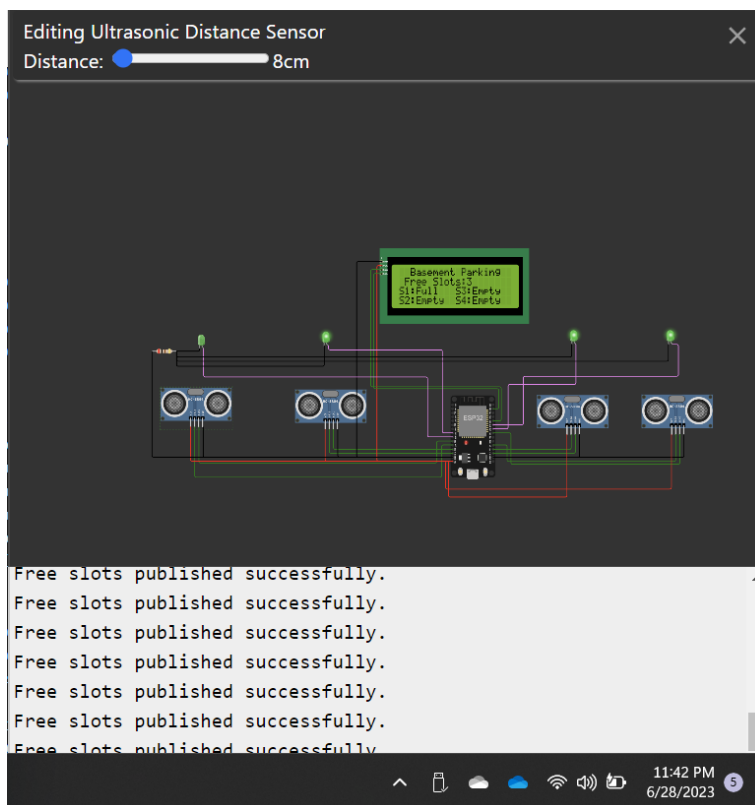 Editing Ultrasonic Distance Sensor
Distance: 8cm
Basement Parking
Free Slots:3
S1:Full S3:Empty
S2:Empty S4:Empty
ESP32
Free slots published successfully.
Free slots published successfully.
Free slots published successfully.
Free slots published successfully.
Free slots published successfully.
Free slots published successfully.
Free slots published successfully.
11:42 PM
6/28/2023
5